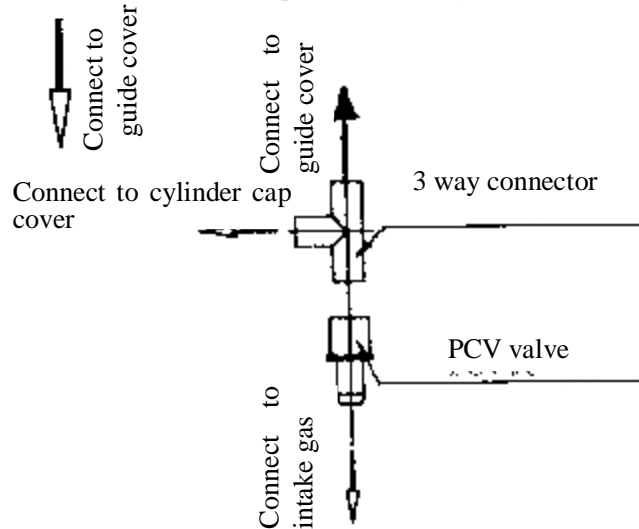 Connect to
guide cover
Connect to
guide cover
Connect to cylinder cap
cover
3 way connector
PCV valve
Connect to
intake gas